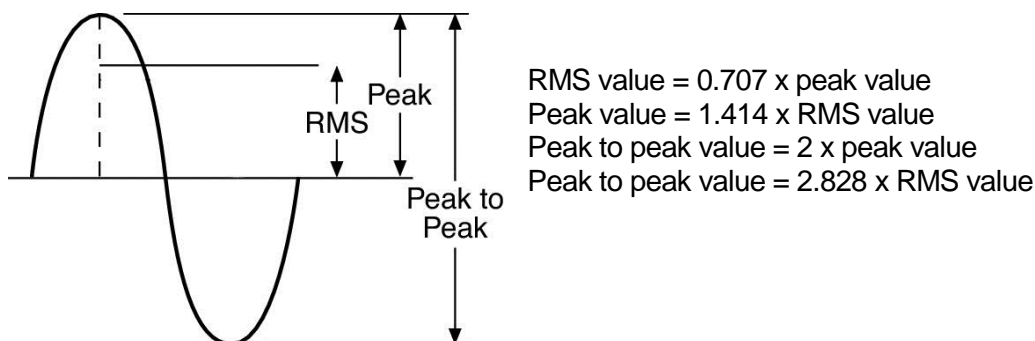 Peak
RMS
Peak to
Peak
RMS value = 0.707 x peak value
Peak value = 1.414 x RMS value
Peak to peak value = 2 x peak value
Peak to peak value = 2.828 x RMS value